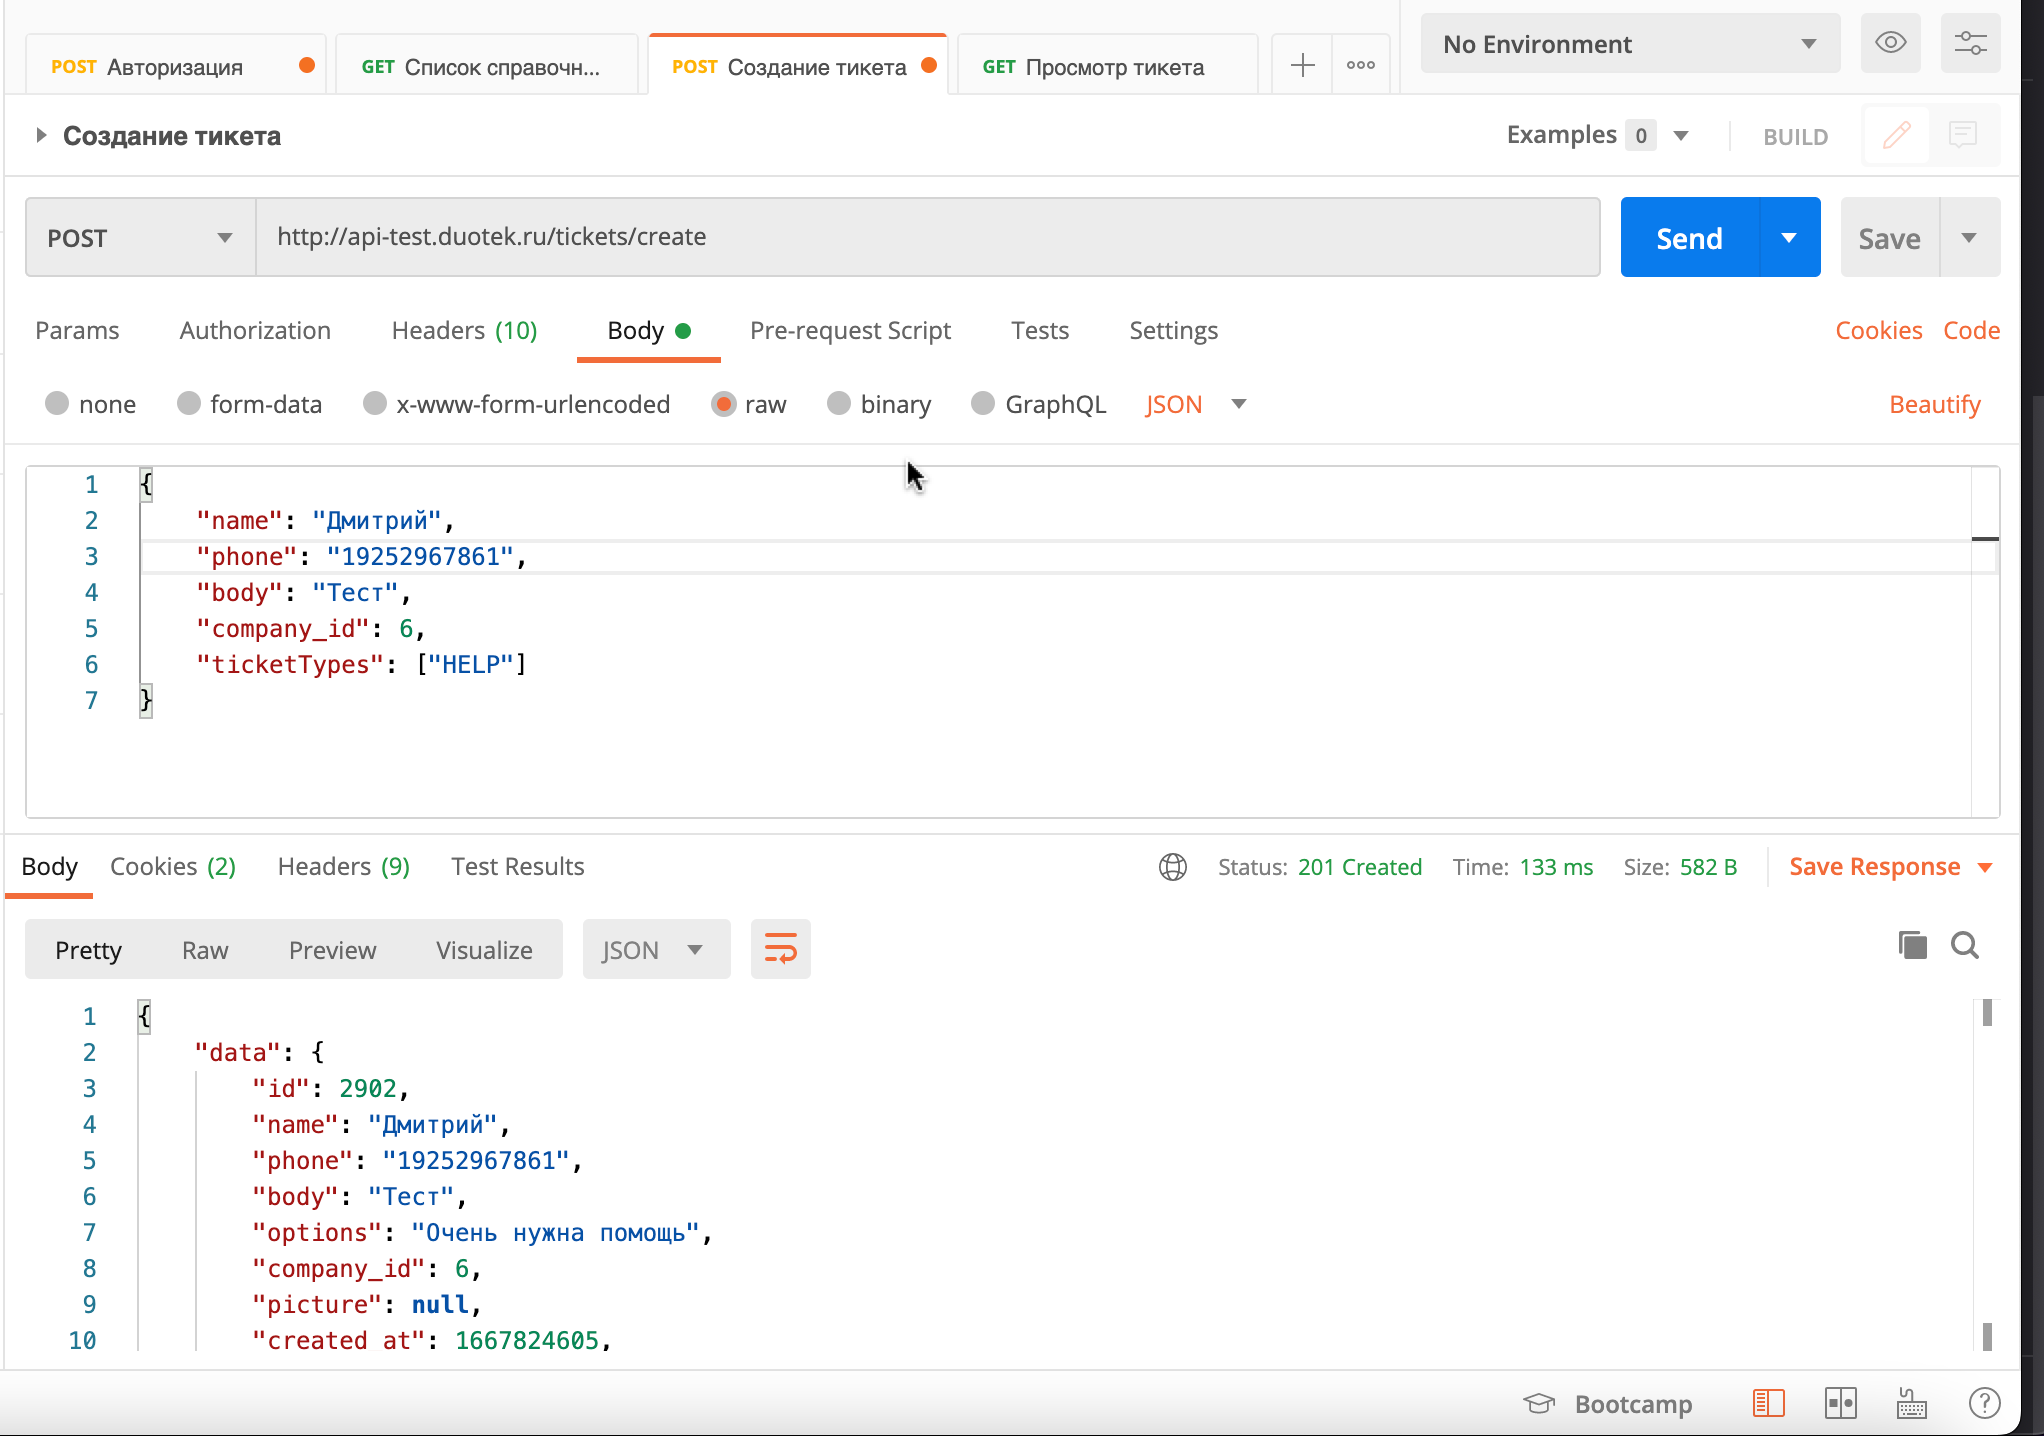 POST Авторизация
GET Список справочн...
POST Создание тикета
GET Просмотр тикета
No Environment
Создание тикета
Examples 0
BUILD
POST
http://api-test.duotek.ru/tickets/create
Send
Save
Params
Authorization
Headers (10)
Body
Pre-request Script
Tests
Settings
Cookies
Code
none
form-data
x-www-form-urlencoded
raw
binary
GraphQL
JSON
Beautify
1 {
2 "name": "Дмитрий",
3 "phone": "19252967861",
4 "body": "Тест",
5 "company_id": 6,
6 "ticketTypes": ["HELP"]
7 }
Body
Cookies (2)
Headers (9)
Test Results
Status: 201 Created
Time: 133 ms
Size: 582 B
Save Response
Pretty
Raw
Preview
Visualize
JSON
1 {
2 "data": {
3 "id": 2902,
4 "name": "Дмитрий",
5 "phone": "19252967861",
6 "body": "Тест",
7 "options": "Очень нужна помощь",
8 "company_id": 6,
9 "picture": null,
10 "created at": 1667824605,
Bootcamp